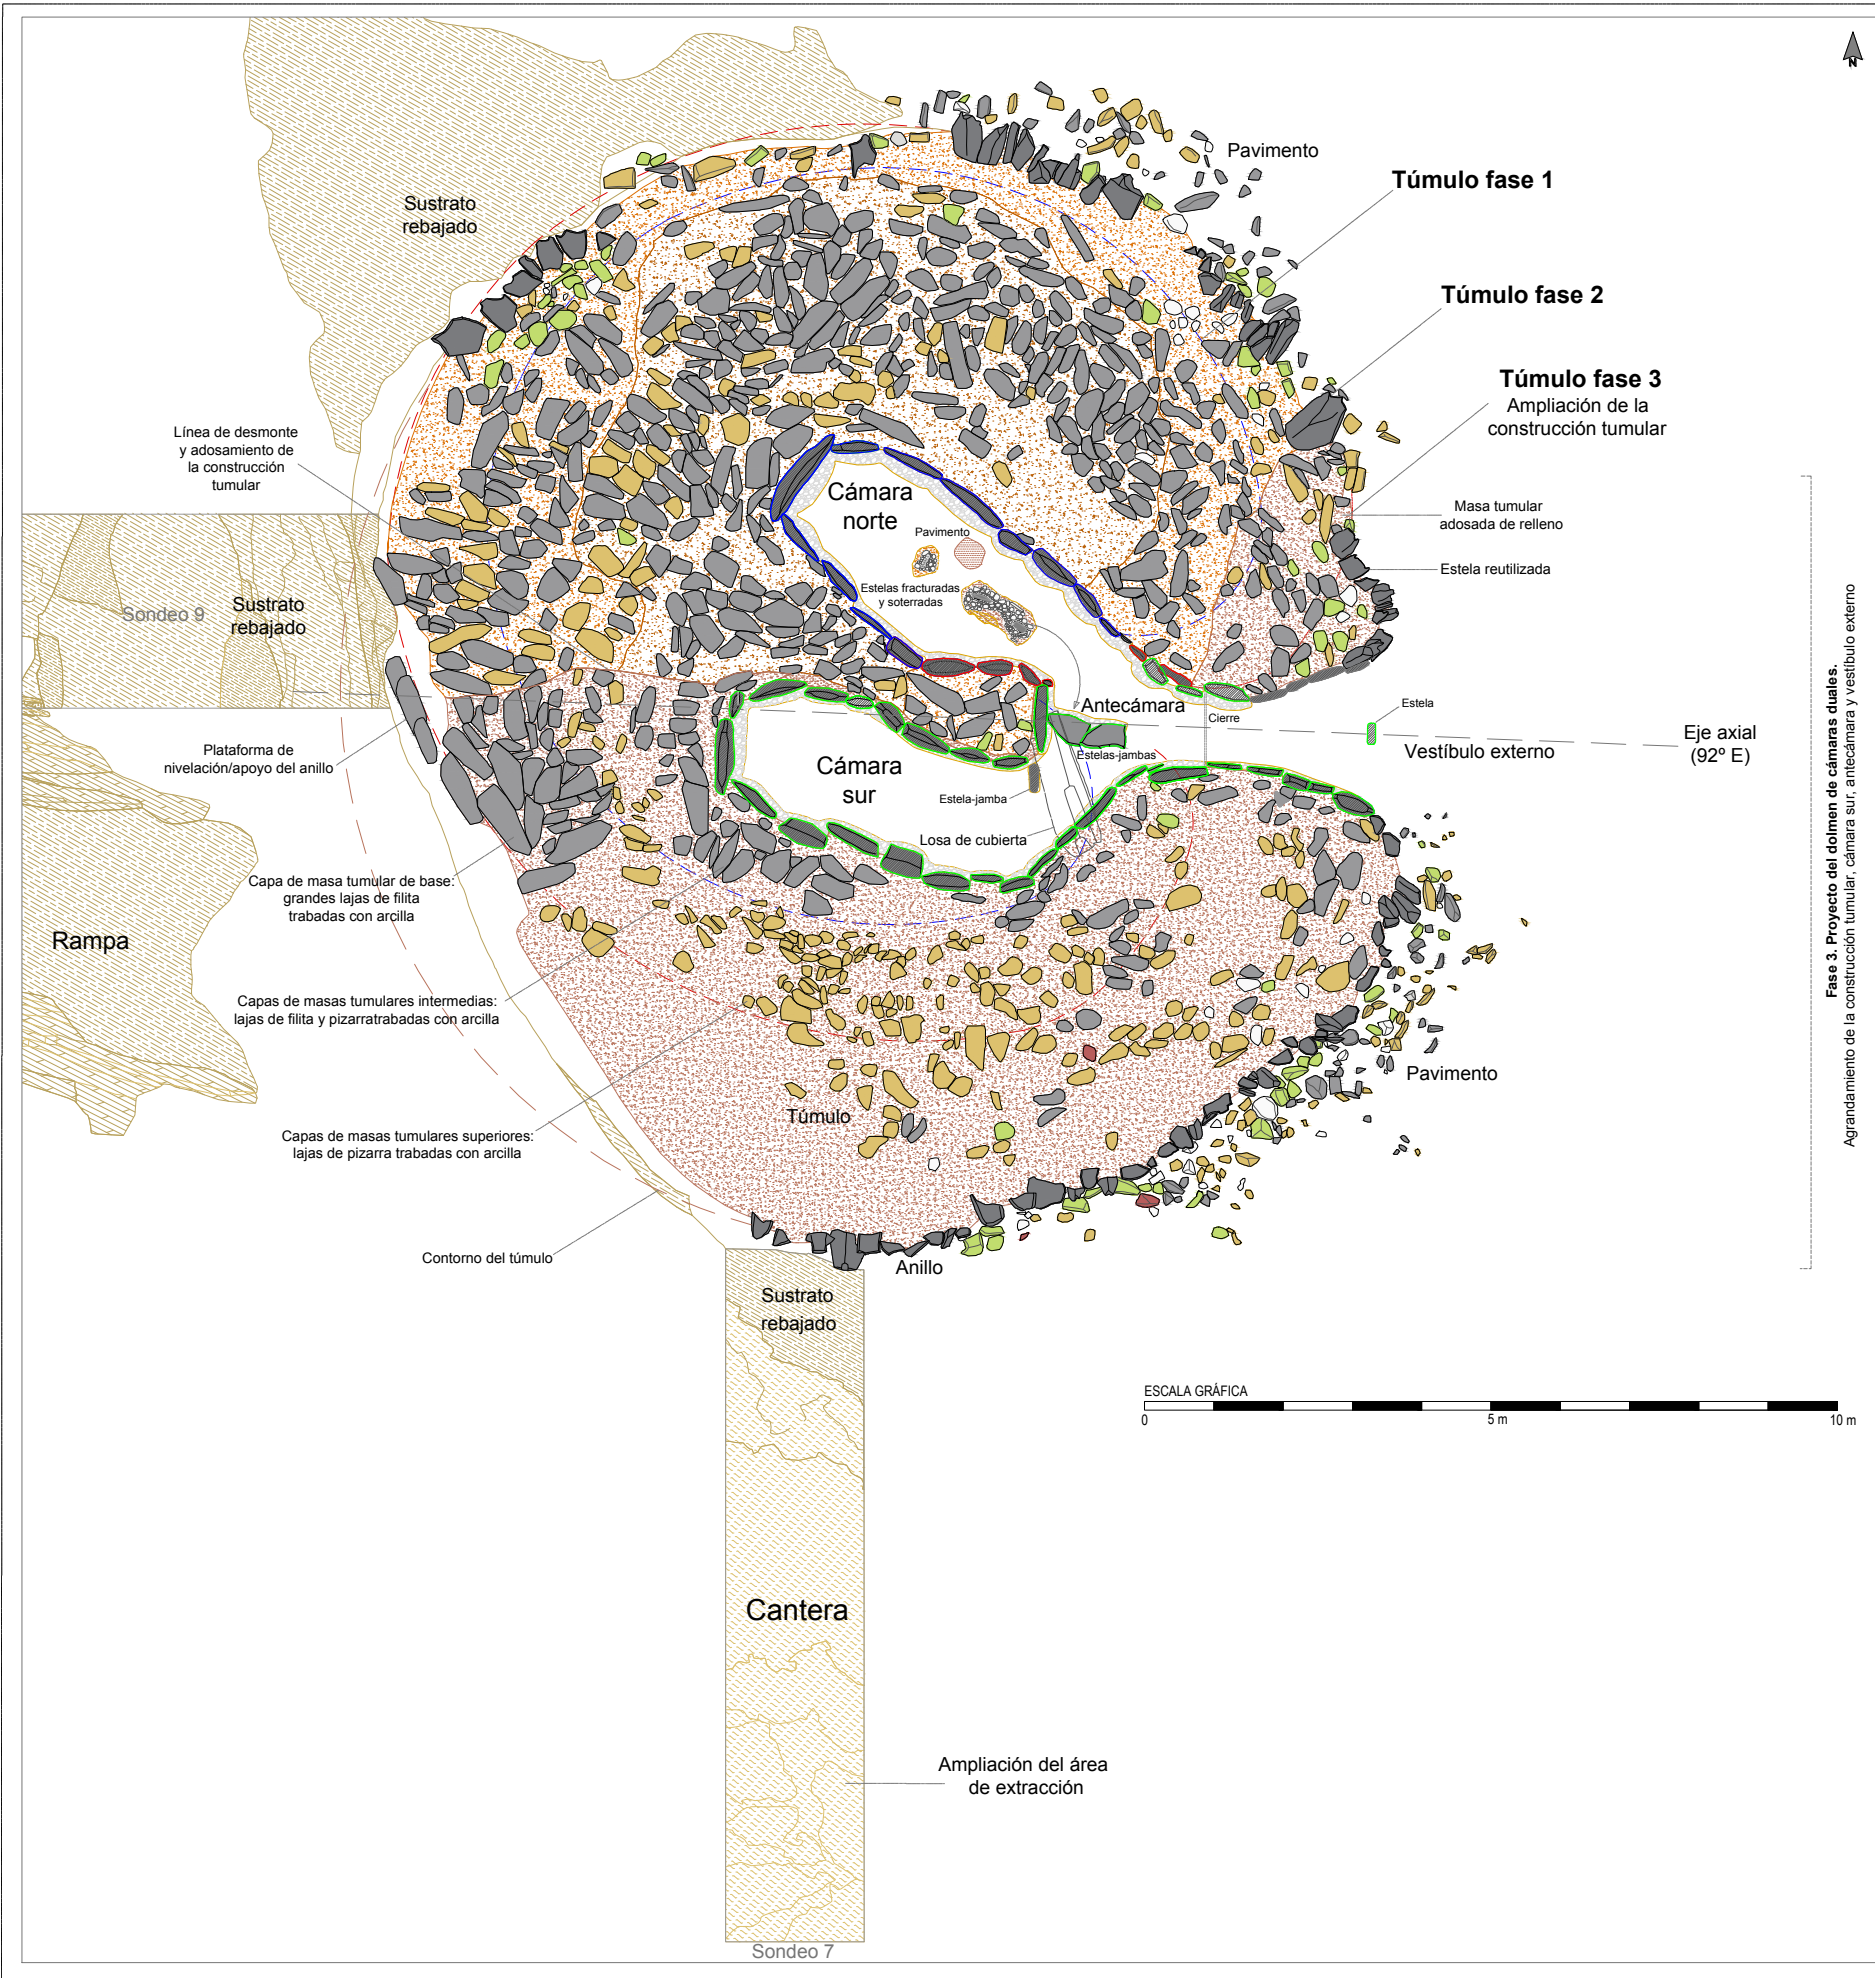 N
Pavimento
Túmulo fase 1
Sustrato
rebajado
Túmulo fase 2
Túmulo fase 3
Ampliación de la
construcción tumular
Línea de desmonte
y adosamiento de
la construcción
tumular
Cámara
norte
Masa tumular
adosada de relleno
Pavimento
Estela reutilizada
Estelas fracturadas
y soterradas
Sondeo 9
Sustrato
rebajado
Antecámara
Cierre
Estela
Eje axial
(92º E)
Vestíbulo externo
Plataforma de
nivelación/apoyo del anillo
Estelas-jambas
Cámara
sur
Estela-jamba
Losa de cubierta
Capa de masa tumular de base:
grandes lajas de filita
trabadas con arcilla
Rampa
Capas de masas tumulares intermedias:
lajas de filita y pizarratrabadas con arcilla
Pavimento
Túmulo
Capas de masas tumulares superiores:
lajas de pizarra trabadas con arcilla
Contorno del túmulo
Anillo
Fase 3. Proyecto del dolmen de cámaras duales.
Agrandamiento de la construcción tumular, cámara sur, antecámara y vestíbulo externo
Sustrato
rebajado
ESCALA GRÁFICA
0 5 m 10 m
Cantera
Ampliación del área
de extracción
Sondeo 7